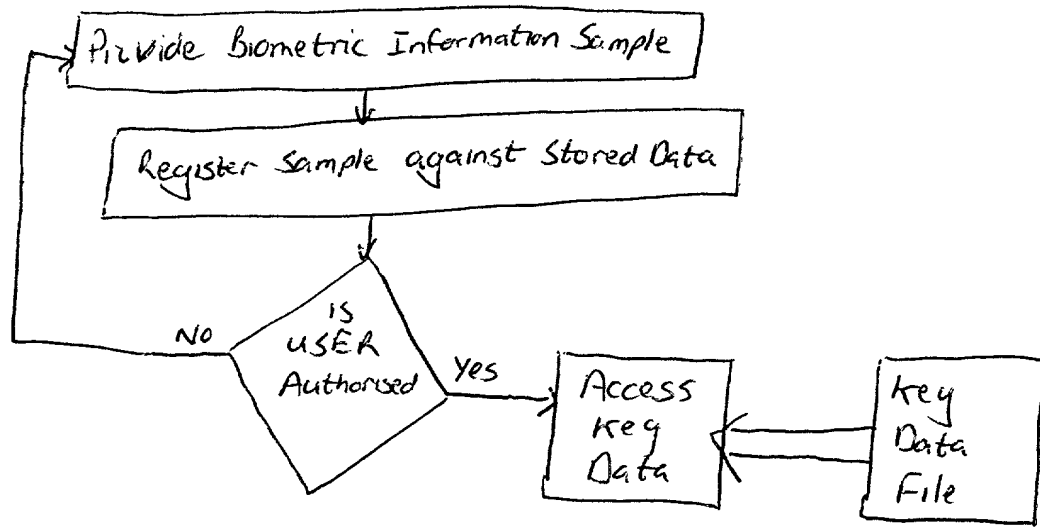 Provide Biometric Information Sample
Register Sample against Stored Data
is
USER
Authorised
No
Yes
Access
Key
Data
Key
Data
File